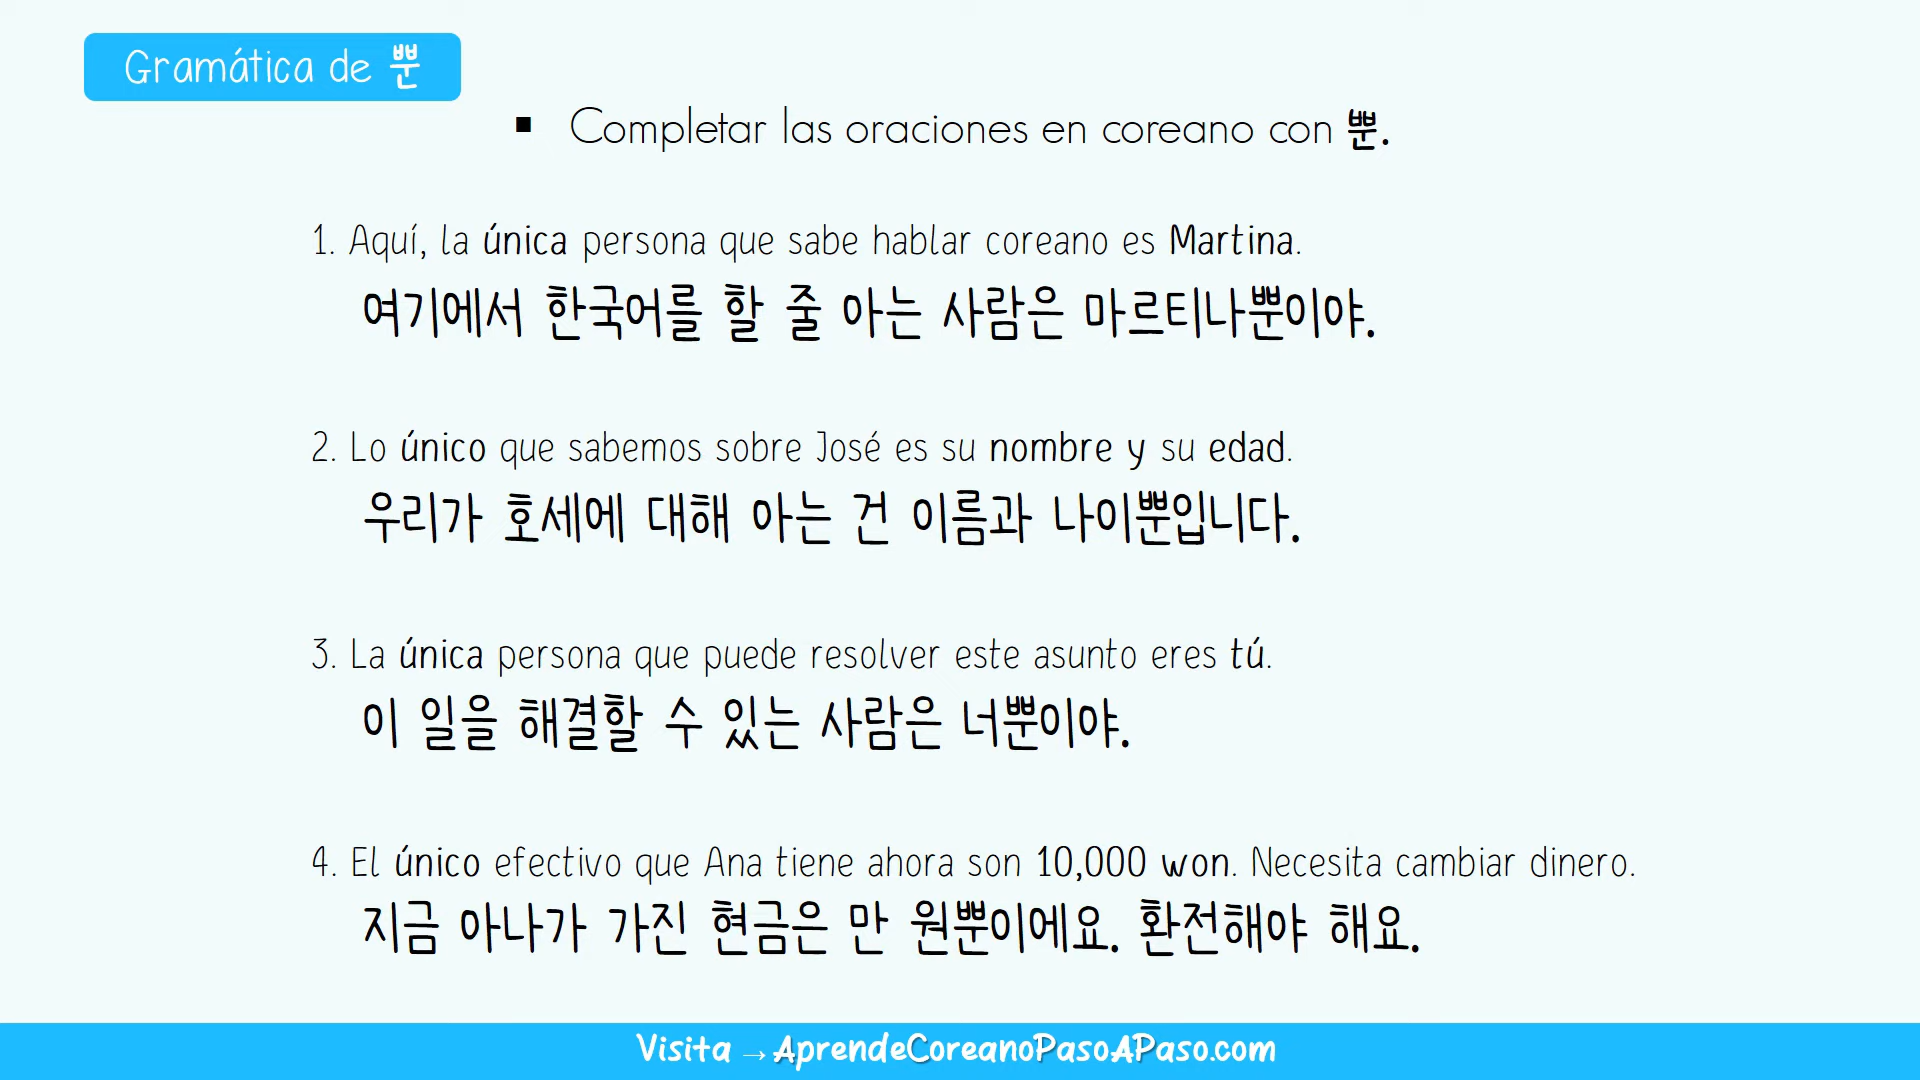 Gramática de 뿐
▪ Completar las oraciones en coreano con 뿐.
1. Aquí, la única persona que sabe hablar coreano es Martina.
여기에서 한국어를 할 줄 아는 사람은 마르티나뿐이야.
2. Lo único que sabemos sobre José es su nombre y su edad.
우리가 호세에 대해 아는 건 이름과 나이뿐입니다.
3. La única persona que puede resolver este asunto eres tú.
이 일을 해결할 수 있는 사람은 너뿐이야.
4. El único efectivo que Ana tiene ahora son 10,000 won. Necesita cambiar dinero.
지금 아나가 가진 현금은 만 원뿐이에요. 환전해야 해요.
Visita →AprendeCoreanoPasoAPaso.com